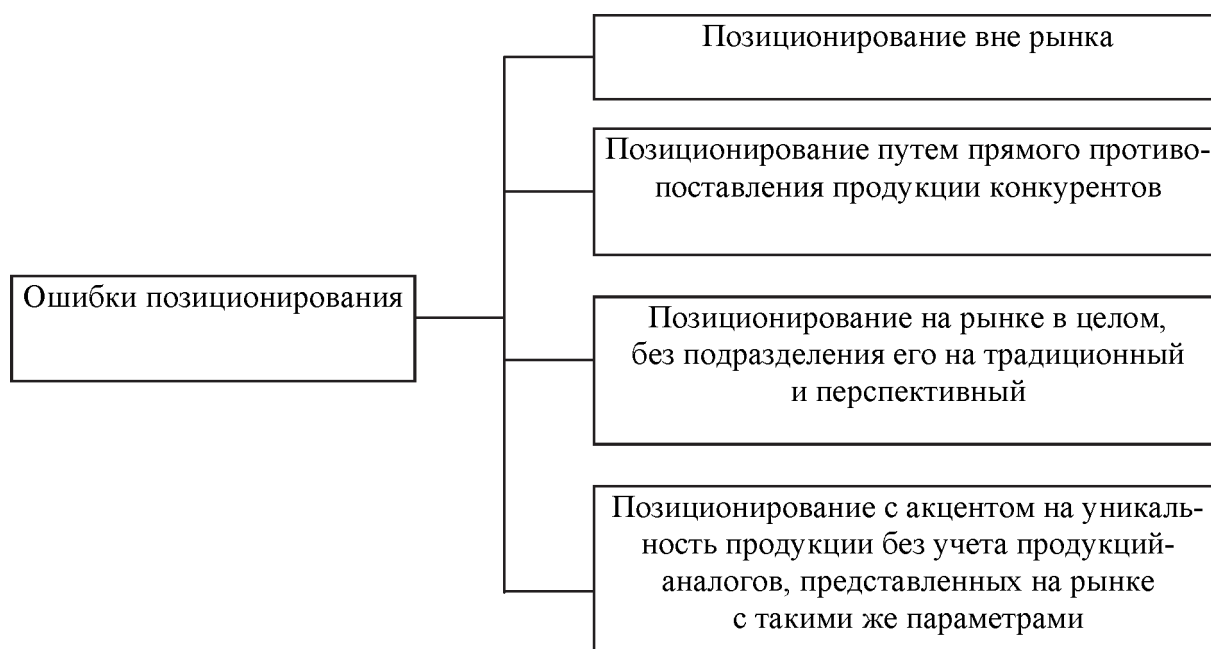 Позиционирование вне рынка
Позиционирование путем прямого противо-
поставления продукции конкурентов
Ошибки позиционирования
Позиционирование на рынке в целом,
без подразделения его на традиционный
и перспективный
Позиционирование с акцентом на уникаль-
ность продукции без учета продукций-
аналогов, представленных на рынке
с такими же параметрами